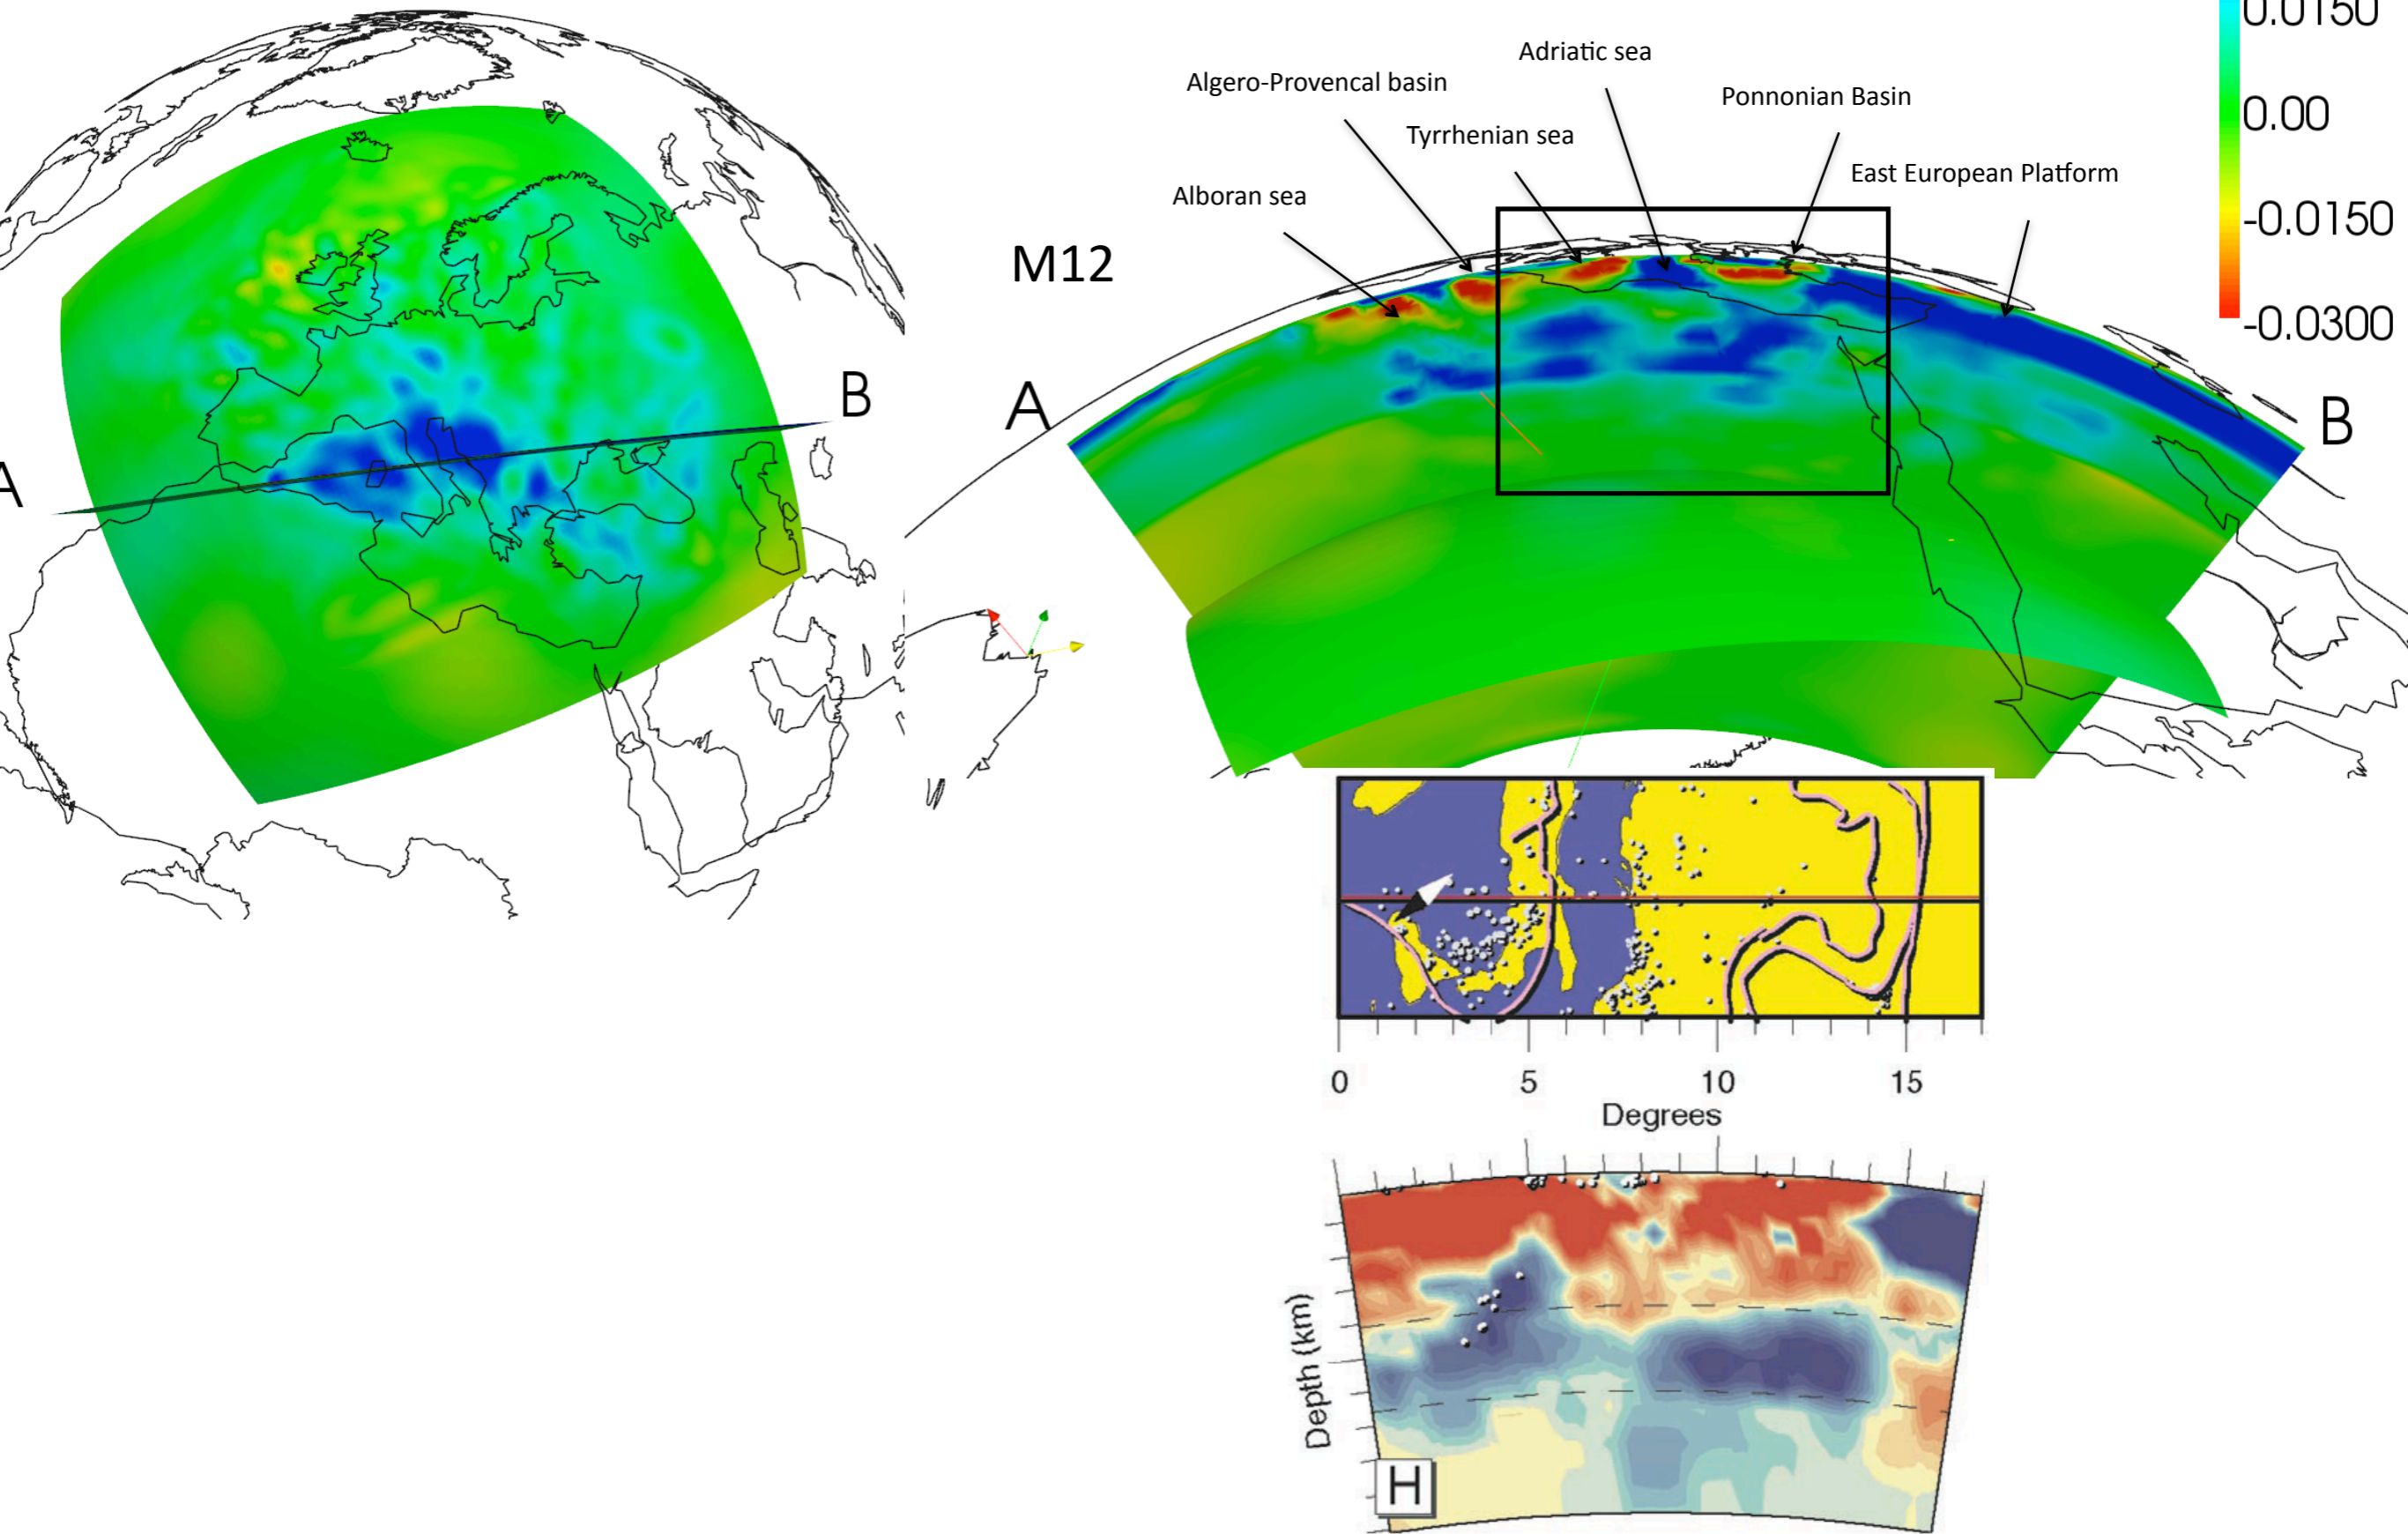 0.0150
Adriatic sea
Algero-Provencal basin
Ponnonian Basin
0.00
Tyrrhenian sea
East European Platform
Alboran sea
-0.0150
M12
-0.0300
B
A
B
A
0 5 10 15
Degrees
Depth (km)
H